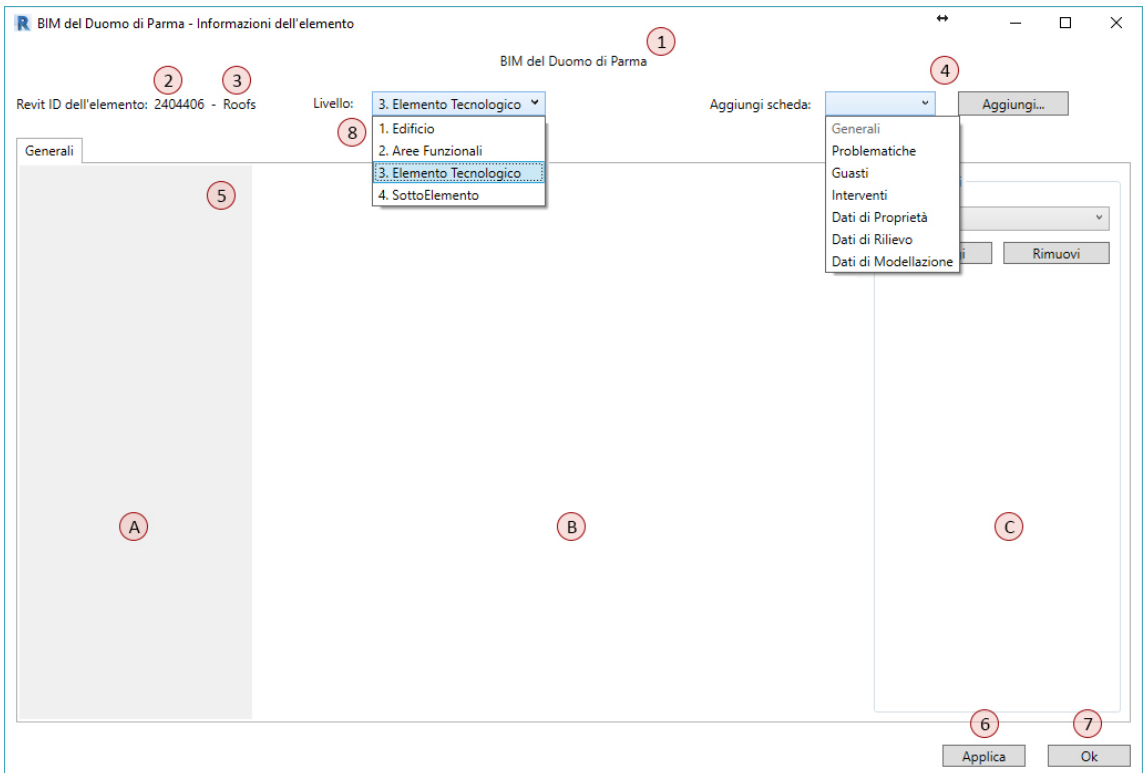 BIM del Duomo di Parma - Informazioni dell'elemento
1
BIM del Duomo di Parma
2
3
4
Revit ID dell'elemento: 2404406 - Roofs
Livello:
3. Elemento Tecnologico
Aggiungi scheda:
Aggiungi...
8
1. Edificio
2. Aree Funzionali
3. Elemento Tecnologico
4. SottoElemento
Generali
Problematiche
Guasti
Interventi
Dati di Proprietà
Dati di Rilievo
Dati di Modellazione
Generali
5
Rimuovi
A
B
C
6
7
Applica
Ok